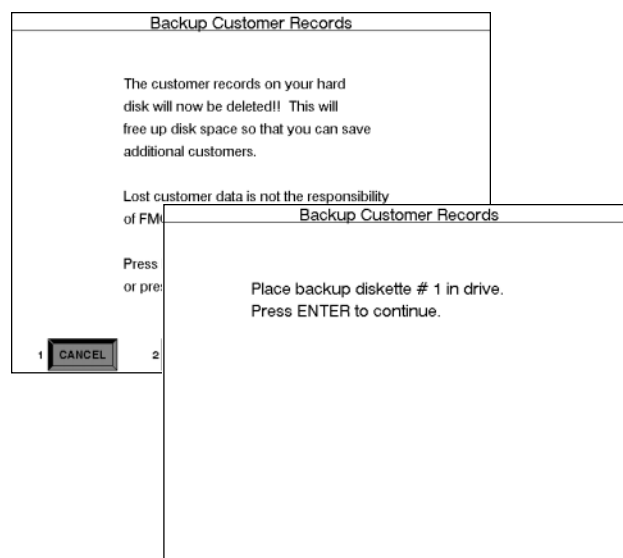 Backup Customer Records
The customer records on your hard
disk will now be deleted!! This will
free up disk space so that you can save
additional customers.
Lost customer data is not the responsibility
of
Press
or
1 CANCEL 2
Backup Customer Records
Place backup diskette # 1 in drive.
Press ENTER to continue.